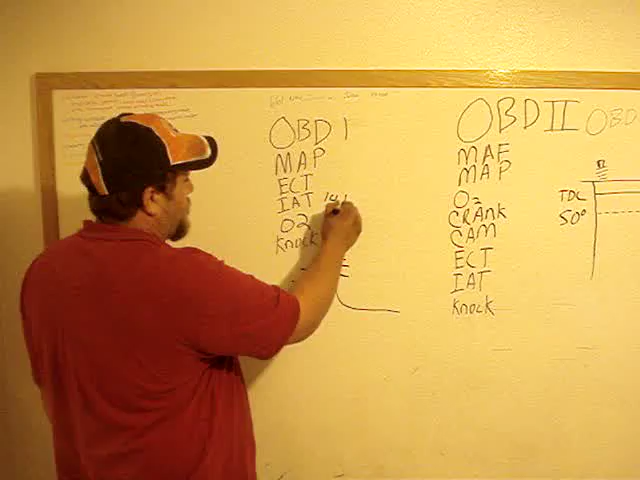 OBD I
MAP
ECT
IAT
O2
Knock
OBD II
MAF
MAP
O2
CRANK
CAM
ECT
IAT
Knock
OBD
TDC
50°